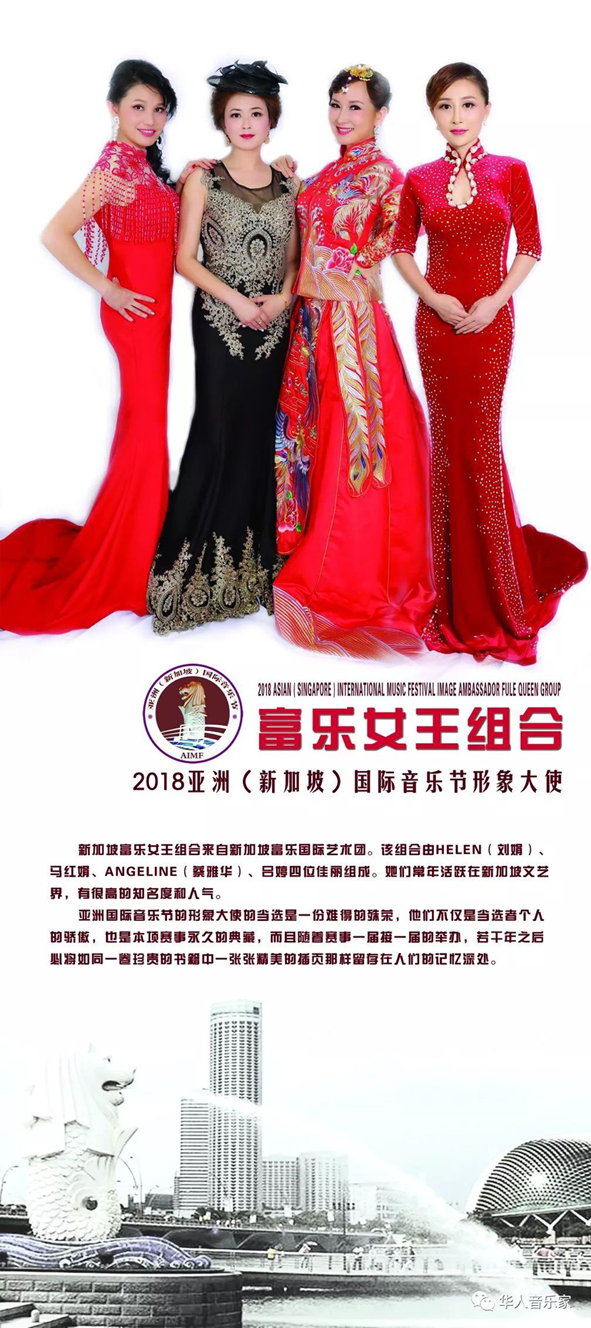 2018 ASIAN ( SINGAPORE ) INTERNATIONAL MUSIC FESTIVAL IMAGE AMBASSADOR FULE QUEEN GROUP
亚洲（新加坡）国际音乐节
AIMF
富乐女王组合
2018亚洲（新加坡）国际音乐节形象大使
新加坡富乐女王组合来自新加坡富乐国际艺术团。该组合由HELEN（刘娟）、
马红娟、ANGELINE（蔡雅华）、吕婷四位佳丽组成。她们常年活跃在新加坡文艺
界，有很高的知名度和人气。
亚洲国际音乐节的形象大使的当选是一份难得的殊荣，他们不仅是当选者个人
的骄傲，也是本项赛事永久的典藏，而且随着赛事一届接一届的举办，若干年之后
必将如同一卷珍贵的书籍中一张张精美的插页那样留存在人们的记忆深处。
华人音乐家